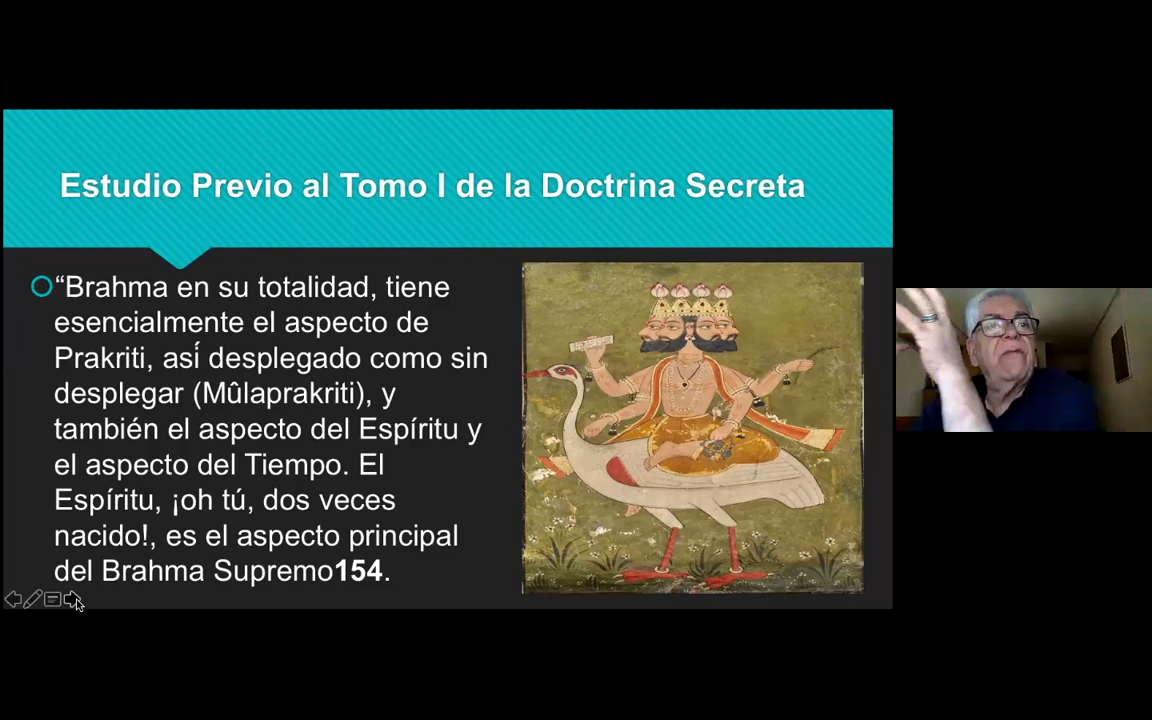 Estudio Previo al Tomo I de la Doctrina Secreta
“Brahma en su totalidad, tiene
esencialmente el aspecto de
Prakriti, así desplegado como sin
desplegar (Mûlaprakriti), y
también el aspecto del Espíritu y
el aspecto del Tiempo. El
Espíritu, ¡oh tú, dos veces
nacido!, es el aspecto principal
del Brahma Supremo154.